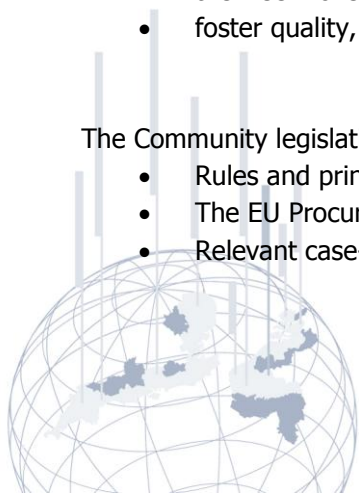 • foster quality,
The Community legislat
• Rules and prin
• The EU Procur
• Relevant case